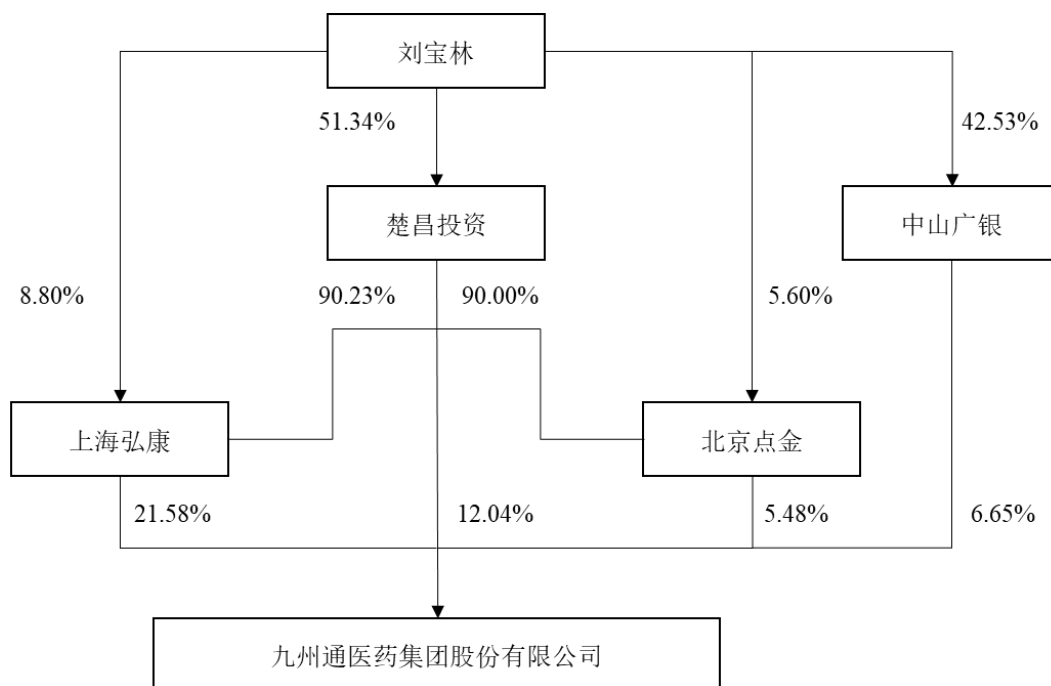 刘宝林
51.34%
42.53%
楚昌投资
中山广银
8.80%
90.23%
90.00%
5.60%
上海弘康
北京点金
21.58%
12.04%
5.48%
6.65%
九州通医药集团股份有限公司